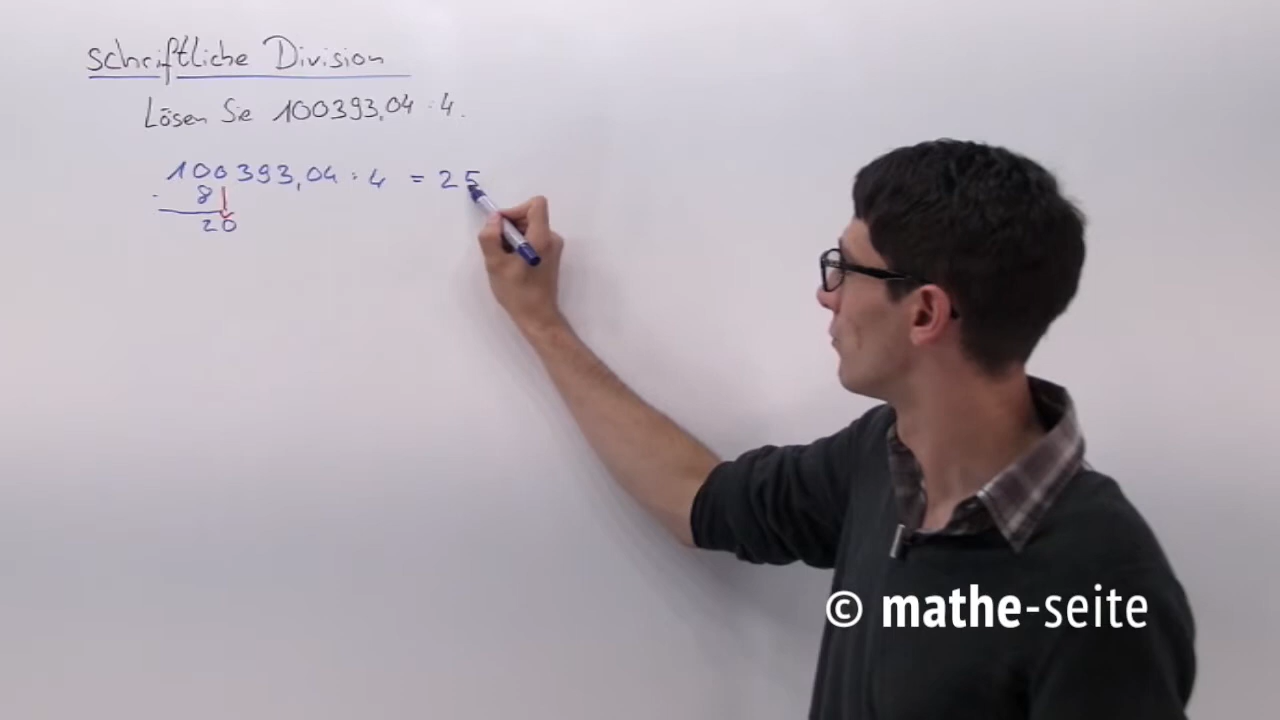 schriftliche Division
Lösen Sie 100393,04 : 4.
100393,04 : 4 = 25
- 8
20
© mathe-seite